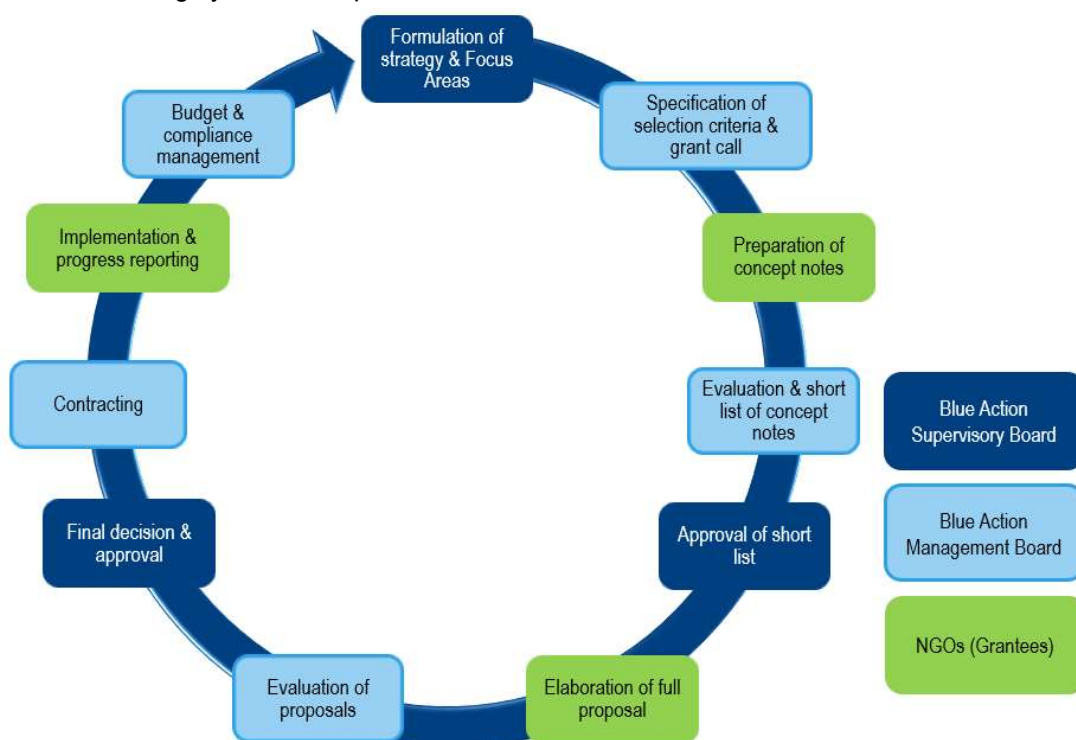 Formulation of
strategy & Focus
Areas
Specification of
selection criteria &
grant call
Preparation of
concept notes
Evaluation & short
list of concept
notes
Approval of short
list
Elaboration of full
proposal
Evaluation of
proposals
Final decision &
approval
Contracting
Implementation &
progress reporting
Budget &
compliance
management
Blue Action
Supervisory Board
Blue Action
Management Board
NGOs (Grantees)